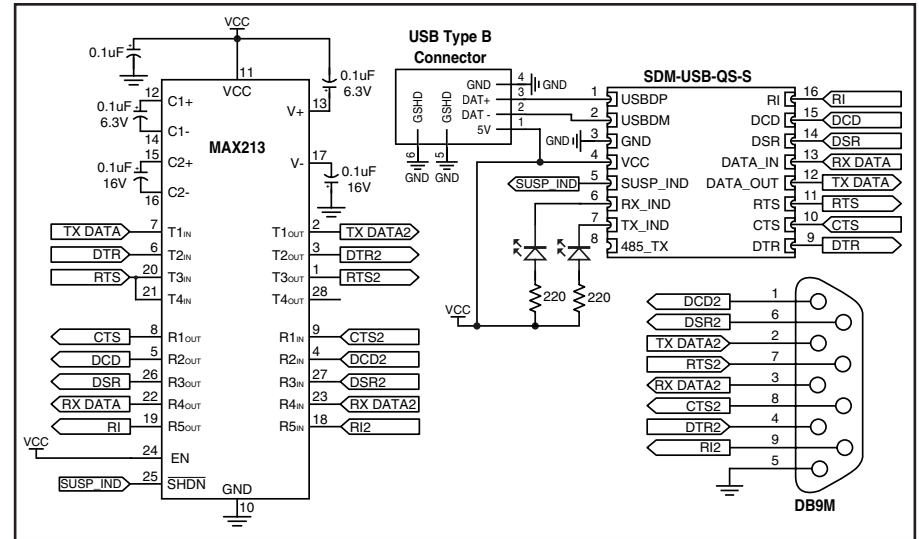 VCC
0.1uF
0.1uF
6.3V
11
VCC
12
C1+
0.1uF
6.3V
C1-
14
V+
13
MAX213
15
C2+
0.1uF
16V
C2-
16
V-
17
0.1uF
16V
TX DATA
7
T1IN
T1OUT
2
TX DATA2
DTR
6
T2IN
T2OUT
3
DTR2
RTS
20
T3IN
T3OUT
1
RTS2
21
T4IN
T4OUT
28
CTS
8
R1OUT
R1IN
9
CTS2
DCD
5
R2OUT
R2IN
4
DCD2
DSR
26
R3OUT
R3IN
27
DSR2
RX DATA
22
R4OUT
R4IN
23
RX DATA2
RI
19
R5OUT
R5IN
18
RI2
VCC
24
EN
SUSP_IND
25
SHDN
GND
10
USB Type B
Connector
GND
4
GND
DAT+
3
DAT -
2
5V
1
GSHD
GSHD
6
5
GND
GND
SDM-USB-QS-S
1
USBDP
RI
16
RI
2
USBDM
DCD
15
DCD
GND
3
GND
DSR
14
DSR
4
VCC
DATA_IN
13
RX DATA
SUSP_IND
5
SUSP_IND
DATA_OUT
12
TX DATA
6
RX_IND
RTS
11
RTS
7
TX_IND
CTS
10
CTS
8
485_TX
DTR
9
DTR
220
220
VCC
DCD2
1
DSR2
6
TX DATA2
2
RTS2
7
RX DATA2
3
CTS2
8
DTR2
4
RI2
9
5
DB9M